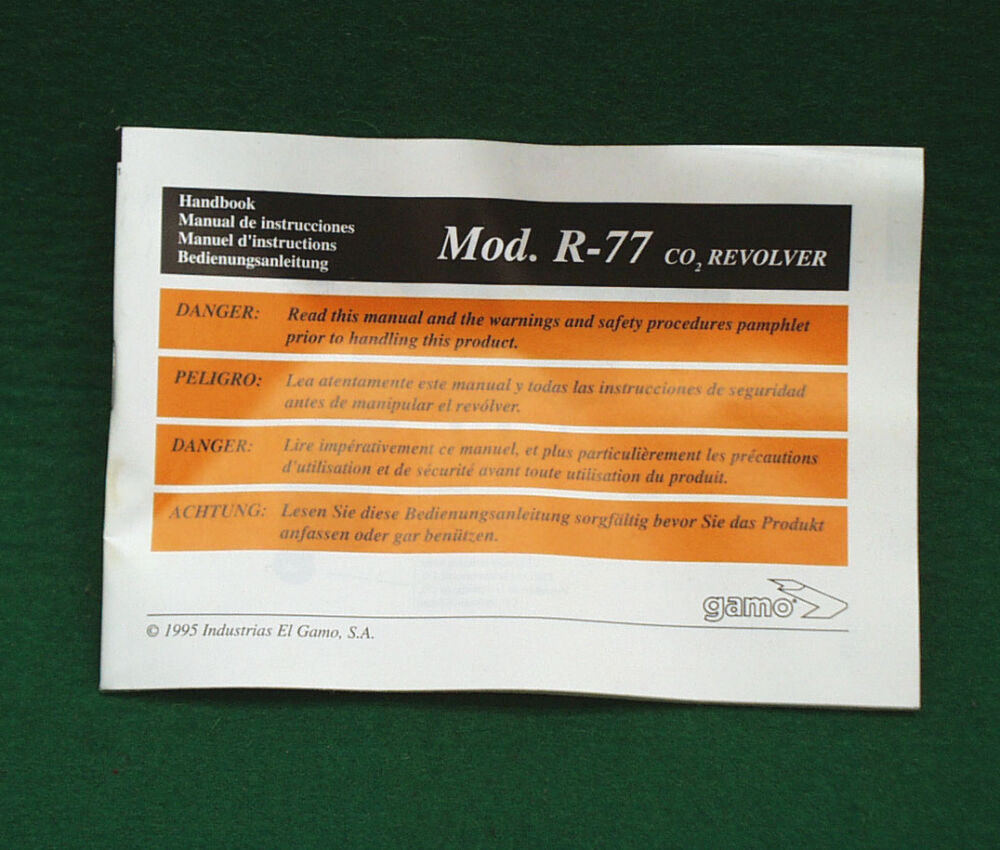 Handbook
Manual de instrucciones
Manuel d'instructions
Bedienungsanleitung
Mod. R-77 CO₂ REVOLVER
DANGER: Read this manual and the warnings and safety procedures pamphlet
prior to handling this product.
PELIGRO: Lea atentamente este manual y todas las instrucciones de seguridad
antes de manipular el revólver.
DANGER: Lire impérativement ce manuel, et plus particulièrement les précautions
d'utilisation et de sécurité avant toute utilisation du produit.
ACHTUNG: Lesen Sie diese Bedienungsanleitung sorgfältig bevor Sie das Produkt
anfassen oder gar benützen.
gamo
© 1995 Industrias El Gamo, S.A.